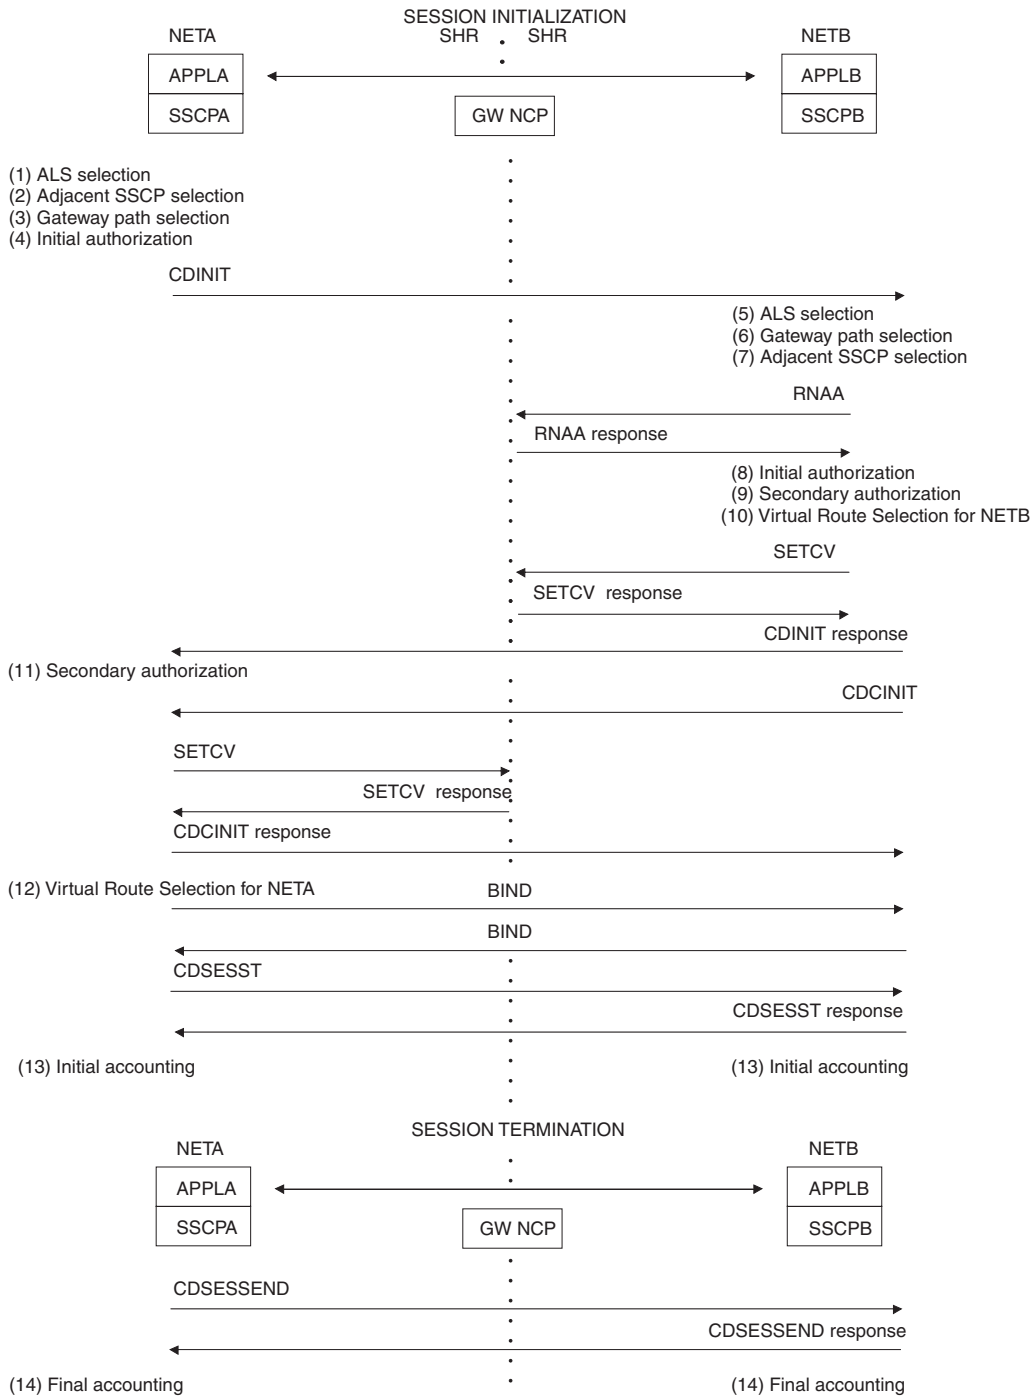 SESSION INITIALIZATION
NETA SHR SHR NETB
APPLA APPLB
SSCPA GW NCP SSCPB
(1) ALS selection
(2) Adjacent SSCP selection
(3) Gateway path selection
(4) Initial authorization
CDINIT
(5) ALS selection
(6) Gateway path selection
(7) Adjacent SSCP selection
RNAA
RNAA response
(8) Initial authorization
(9) Secondary authorization
(10) Virtual Route Selection for NETB
SETCV
SETCV response
CDINIT response
(11) Secondary authorization
CDCINIT
SETCV
SETCV response
CDCINIT response
(12) Virtual Route Selection for NETA BIND
BIND
CDSESST
CDSESST response
(13) Initial accounting (13) Initial accounting
SESSION TERMINATION
NETA NETB
APPLA APPLB
SSCPA GW NCP SSCPB
CDSESSEND
CDSESSEND response
(14) Final accounting (14) Final accounting